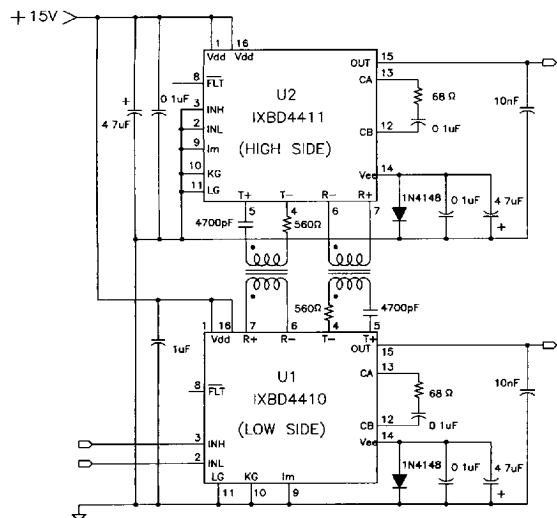 + 15V
1 16
Vdd Vdd
OUT 15
8 FLT
CA 13
U2
IXBD4411
(HIGH SIDE)
68 Ω
0.1uF
10nF
+ 4.7uF
0.1uF
3 INH
2 INL
9 Im
10 KG
11 LG
CB 12
Vee 14
T+ T- R- R+
5 4 6 7
1N4148
0.1uF
4.7uF +
4700pF
560Ω
560Ω
4700pF
1uF
1 16 7 6 4 5
Vdd R+ R- T- T+
OUT 15
8 FLT
CA 13
U1
IXBD4410
(LOW SIDE)
68 Ω
0.1uF
10nF
CB 12
3 INH
2 INL
Vee 14
1N4148
0.1uF
4.7uF +
LG KG Im
11 10 9